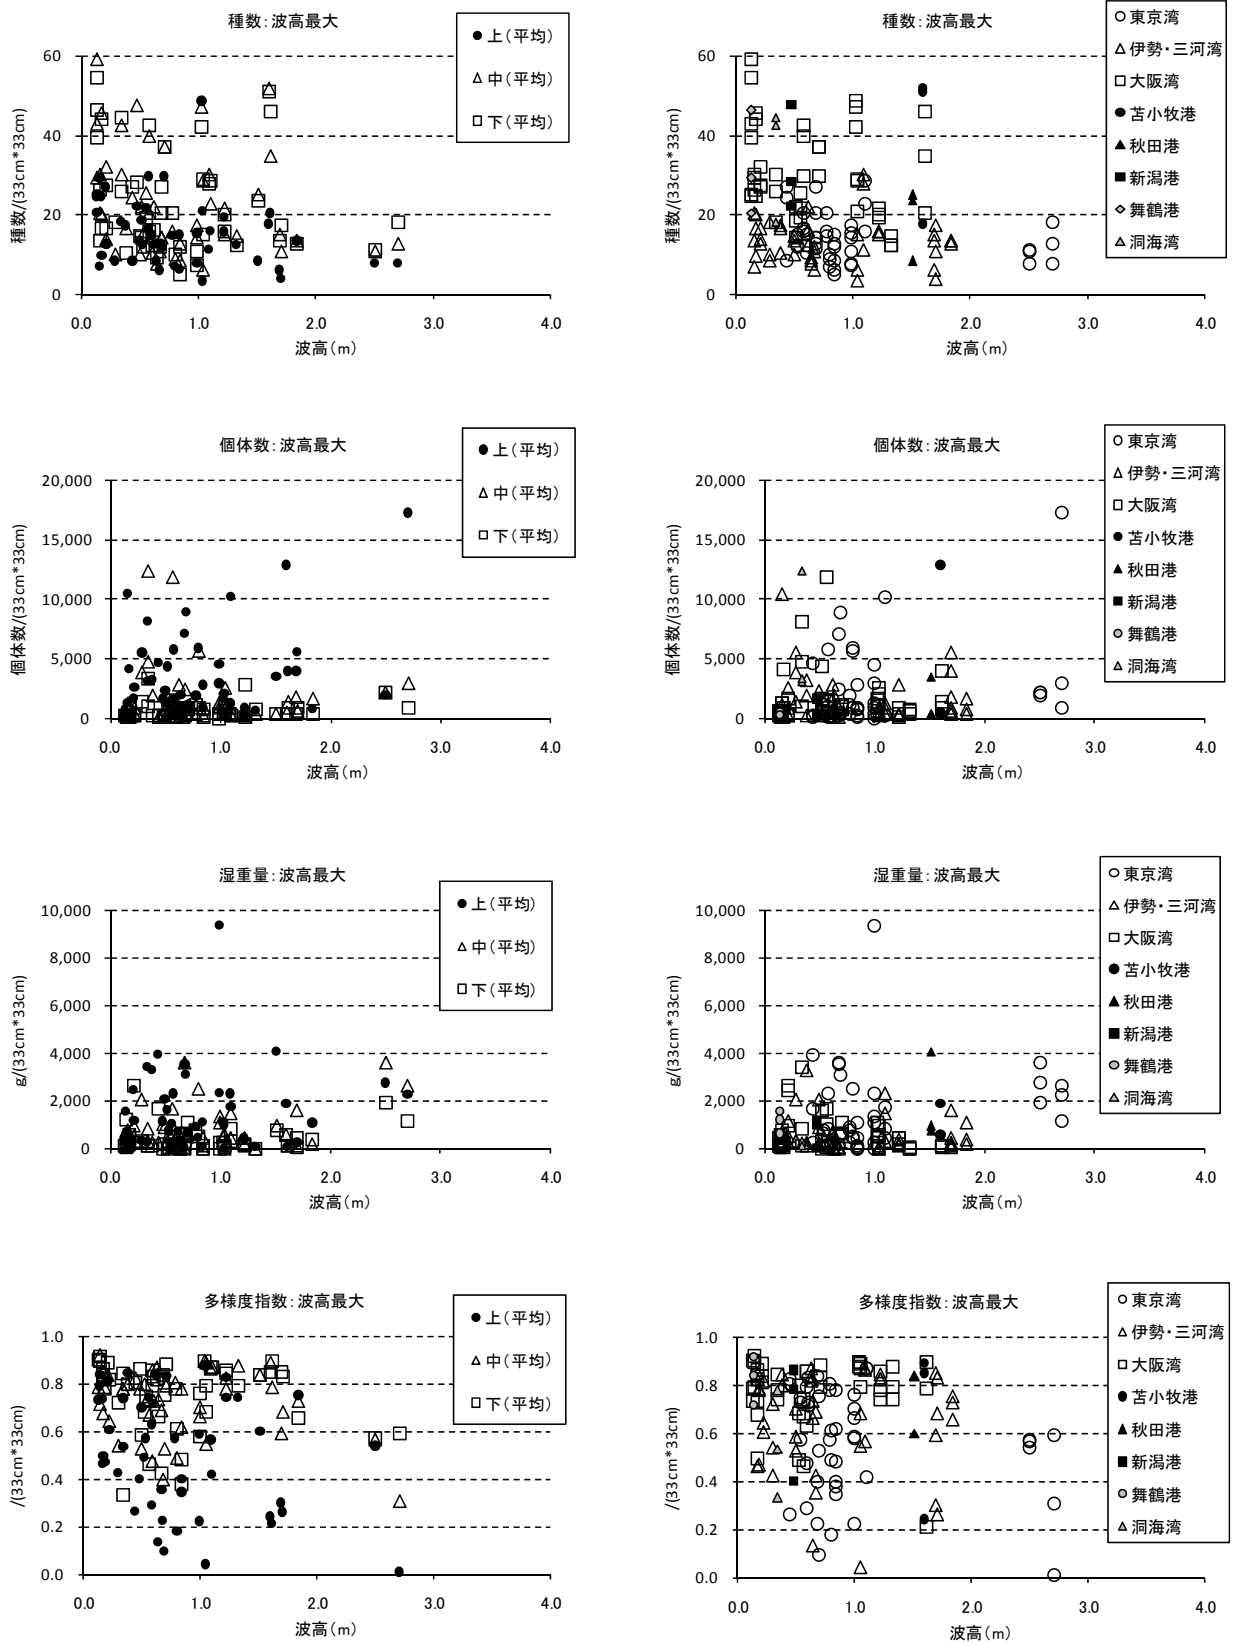 種数：波高最大
上（平均）
中（平均）
下（平均）
60
40
20
0
種数/(33cm*33cm)
0.0 1.0 2.0 3.0 4.0
波高（m）
種数：波高最大
東京湾
伊勢・三河湾
大阪湾
苫小牧港
秋田港
新潟港
舞鶴港
洞海湾
60
40
20
0
種数/(33cm*33cm)
0.0 1.0 2.0 3.0 4.0
波高（m）
個体数：波高最大
上（平均）
中（平均）
下（平均）
20,000
15,000
10,000
5,000
0
個体数/(33cm*33cm)
0.0 1.0 2.0 3.0 4.0
波高（m）
個体数：波高最大
東京湾
伊勢・三河湾
大阪湾
苫小牧港
秋田港
新潟港
舞鶴港
洞海湾
20,000
15,000
10,000
5,000
0
個体数/(33cm*33cm)
0.0 1.0 2.0 3.0 4.0
波高（m）
湿重量：波高最大
上（平均）
中（平均）
下（平均）
10,000
8,000
6,000
4,000
2,000
0
g/(33cm*33cm)
0.0 1.0 2.0 3.0 4.0
波高（m）
湿重量：波高最大
東京湾
伊勢・三河湾
大阪湾
苫小牧港
秋田港
新潟港
舞鶴港
洞海湾
10,000
8,000
6,000
4,000
2,000
0
g/(33cm*33cm)
0.0 1.0 2.0 3.0 4.0
波高（m）
多様度指数：波高最大
上（平均）
中（平均）
下（平均）
1.0
0.8
0.6
0.4
0.2
0.0
/(33cm*33cm)
0.0 1.0 2.0 3.0 4.0
波高（m）
多様度指数：波高最大
東京湾
伊勢・三河湾
大阪湾
苫小牧港
秋田港
新潟港
舞鶴港
洞海湾
1.0
0.8
0.6
0.4
0.2
0.0
/(33cm*33cm)
0.0 1.0 2.0 3.0 4.0
波高（m）